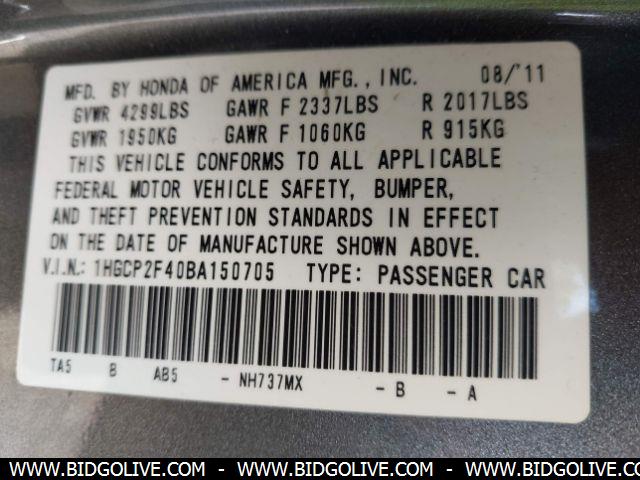 MFD. BY HONDA OF AMERICA MFG., INC. 08/'11
GVWR 4299LBS GAWR F 2337LBS R 2017LBS
GVWR 1950KG GAWR F 1060KG R 915KG
THIS VEHICLE CONFORMS TO ALL APPLICABLE
FEDERAL MOTOR VEHICLE SAFETY, BUMPER,
AND THEFT PREVENTION STANDARDS IN EFFECT
ON THE DATE OF MANUFACTURE SHOWN ABOVE.
V.I.N.: 1HGCP2F40BA150705 TYPE: PASSENGER CAR
TA5 B AB5 - NH737MX - B - A
WWW.BIDGOLIVE.COM - WWW.BIDGOLIVE.COM - WWW.BIDGOLIVE.COM